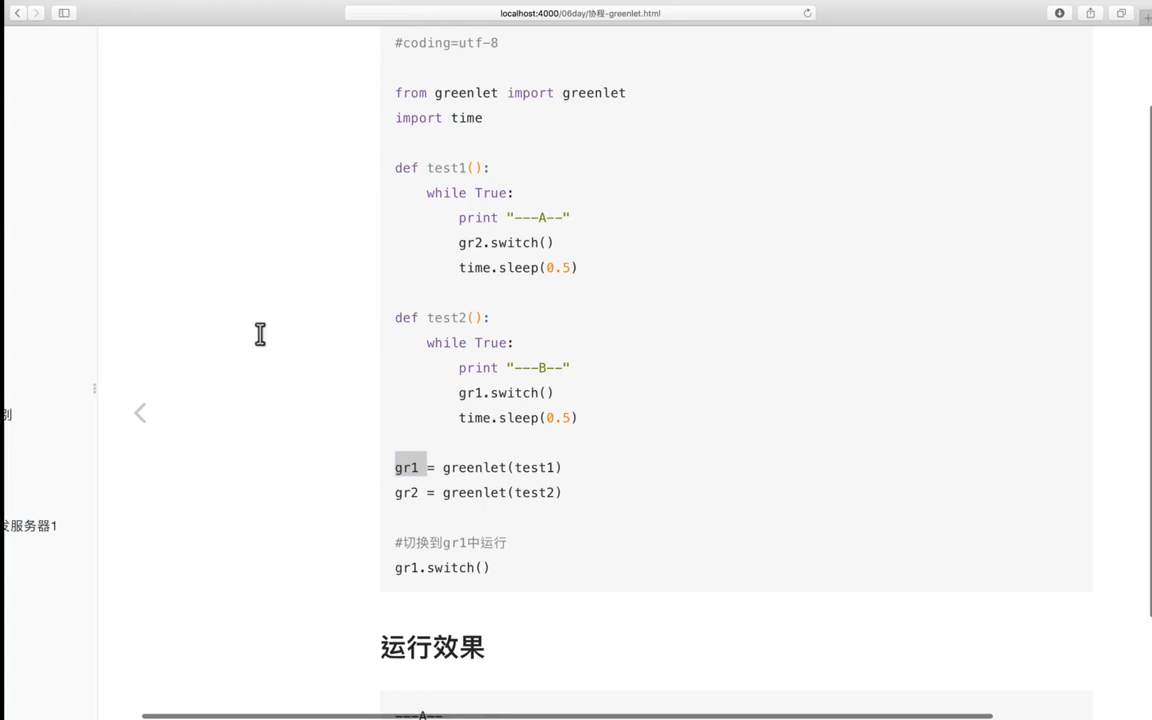 localhost:4000/06day/协程-greenlet.html
#coding=utf-8
from greenlet import greenlet
import time
def test1():
while True:
print "---A--"
gr2.switch()
time.sleep(0.5)
def test2():
while True:
print "---B--"
gr1.switch()
time.sleep(0.5)
别
gr1 = greenlet(test1)
gr2 = greenlet(test2)
发服务器1
#切换到gr1中运行
gr1.switch()
运行效果
---A--